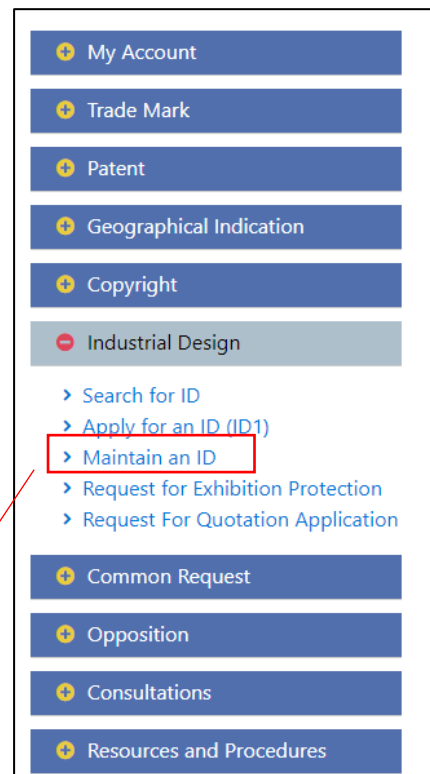 My Account
Trade Mark
Patent
Geographical Indication
Copyright
Industrial Design
Search for ID
Apply for an ID (ID1)
Maintain an ID
Request for Exhibition Protection
Request For Quotation Application
Common Request
Opposition
Consultations
Resources and Procedures